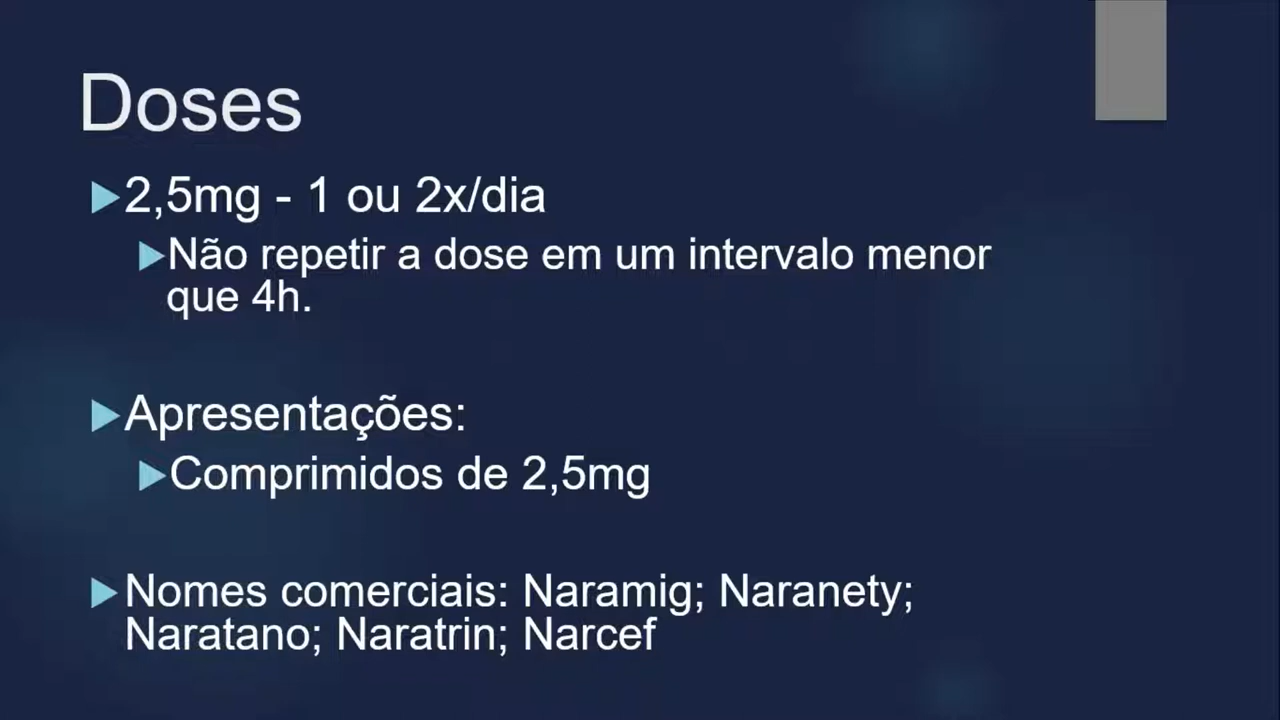 Doses
2,5mg - 1 ou 2x/dia
Não repetir a dose em um intervalo menor
que 4h.
Apresentações:
Comprimidos de 2,5mg
Nomes comerciais: Naramig; Naranety;
Naratano; Naratrin; Narcef